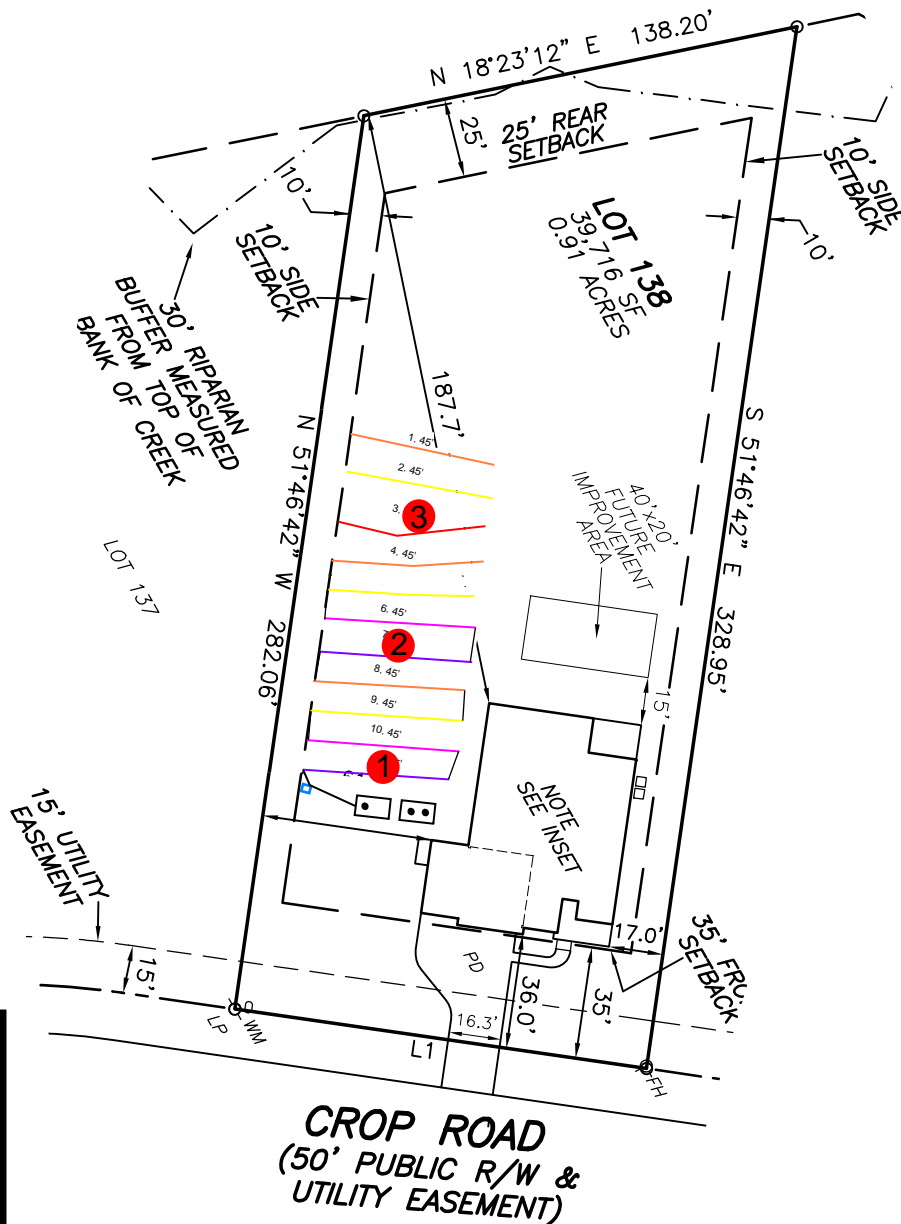 N 18°23'12" E 138.20'
25'
25' REAR
SETBACK
10' SIDE
SETBACK
10'
10'
10' SIDE
SETBACK
LOT 138
39,716 SF
0.91 ACRES
30' RIPARIAN
BUFFER MEASURED
FROM TOP OF
BANK OF CREEK
187.7'
N 51°46'42" W 282.06'
S 51°46'42" E 328.95'
LOT 137
1. 45'
2. 45'
3.
3
4. 45'
6. 45'
2
8. 45'
9. 45'
10. 45'
1
40'x20'
FUTURE
IMPROVEMENT
AREA
15'
NOTE
SEE INSET
15' UTILITY
EASEMENT
15'
17.0'
35'
SETBACK
PD
36.0'
35'
16.3'
L1
LP
WM
FH
CROP ROAD
(50' PUBLIC R/W &
UTILITY EASEMENT)